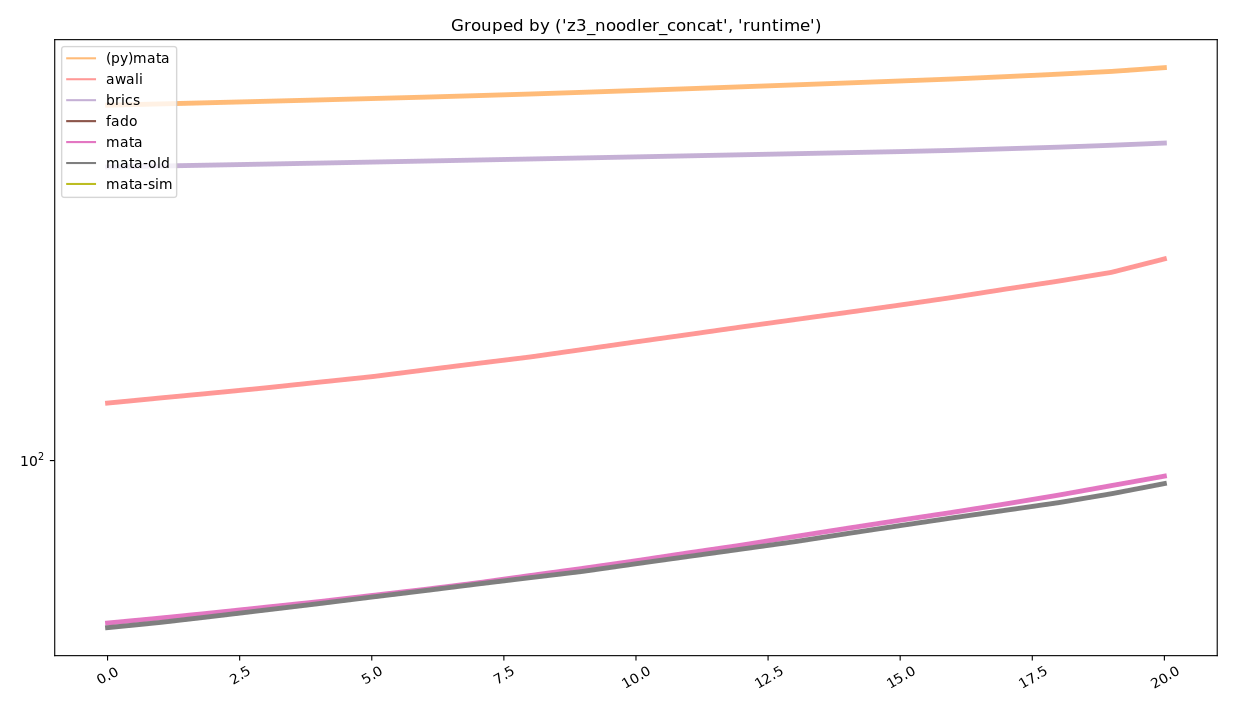 Grouped by ('z3_noodler_concat', 'runtime')
(py)mata
awali
brics
fado
mata
mata-old
mata-sim
10²
0.0 2.5 5.0 7.5 10.0 12.5 15.0 17.5 20.0